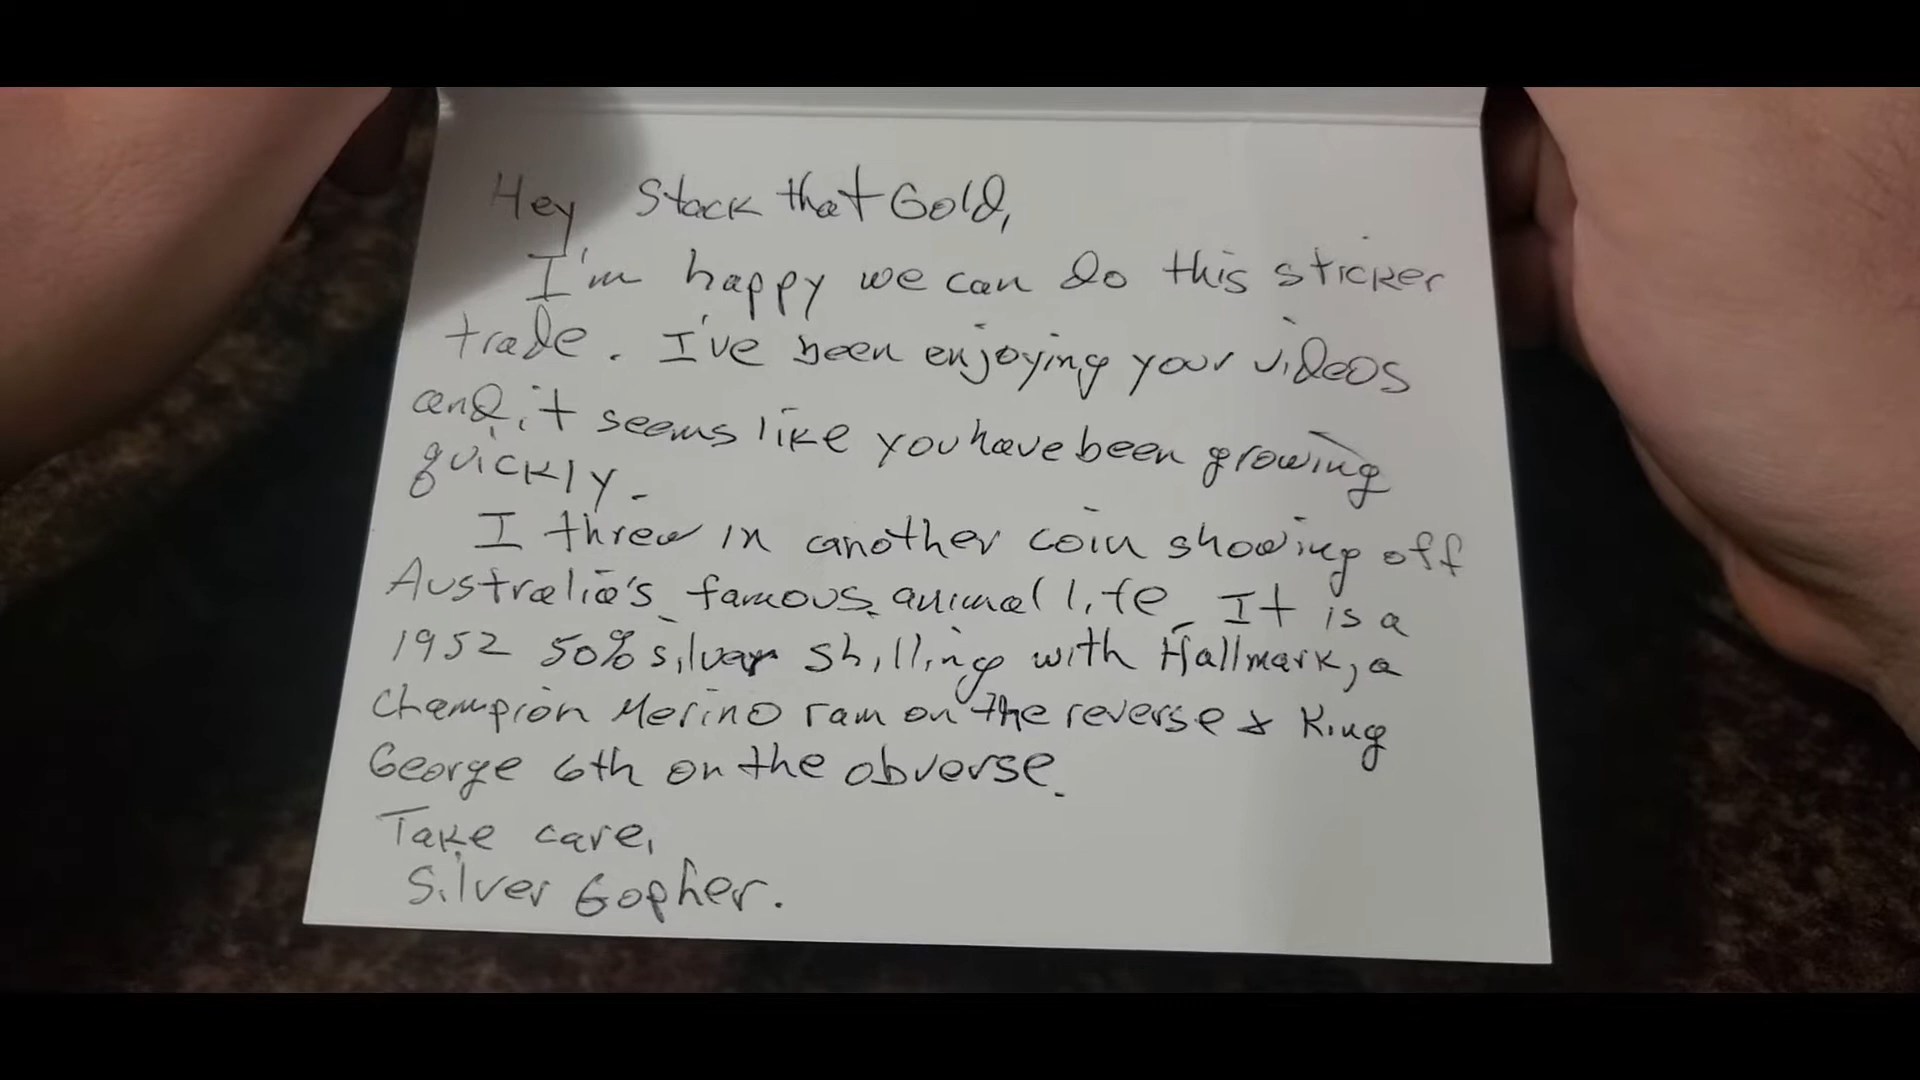 Hey Stack that Gold,
I'm happy we can do this sticker
trade. I've been enjoying your videos
and it seems like you have been growing
quickly.
I threw in another coin showing off
Australia's famous animal life. It is a
1952 50% silver shilling with Hallmark, a
Champion Merino ram on the reverse & King
George 6th on the obverse.
Take care,
Silver Gopher.